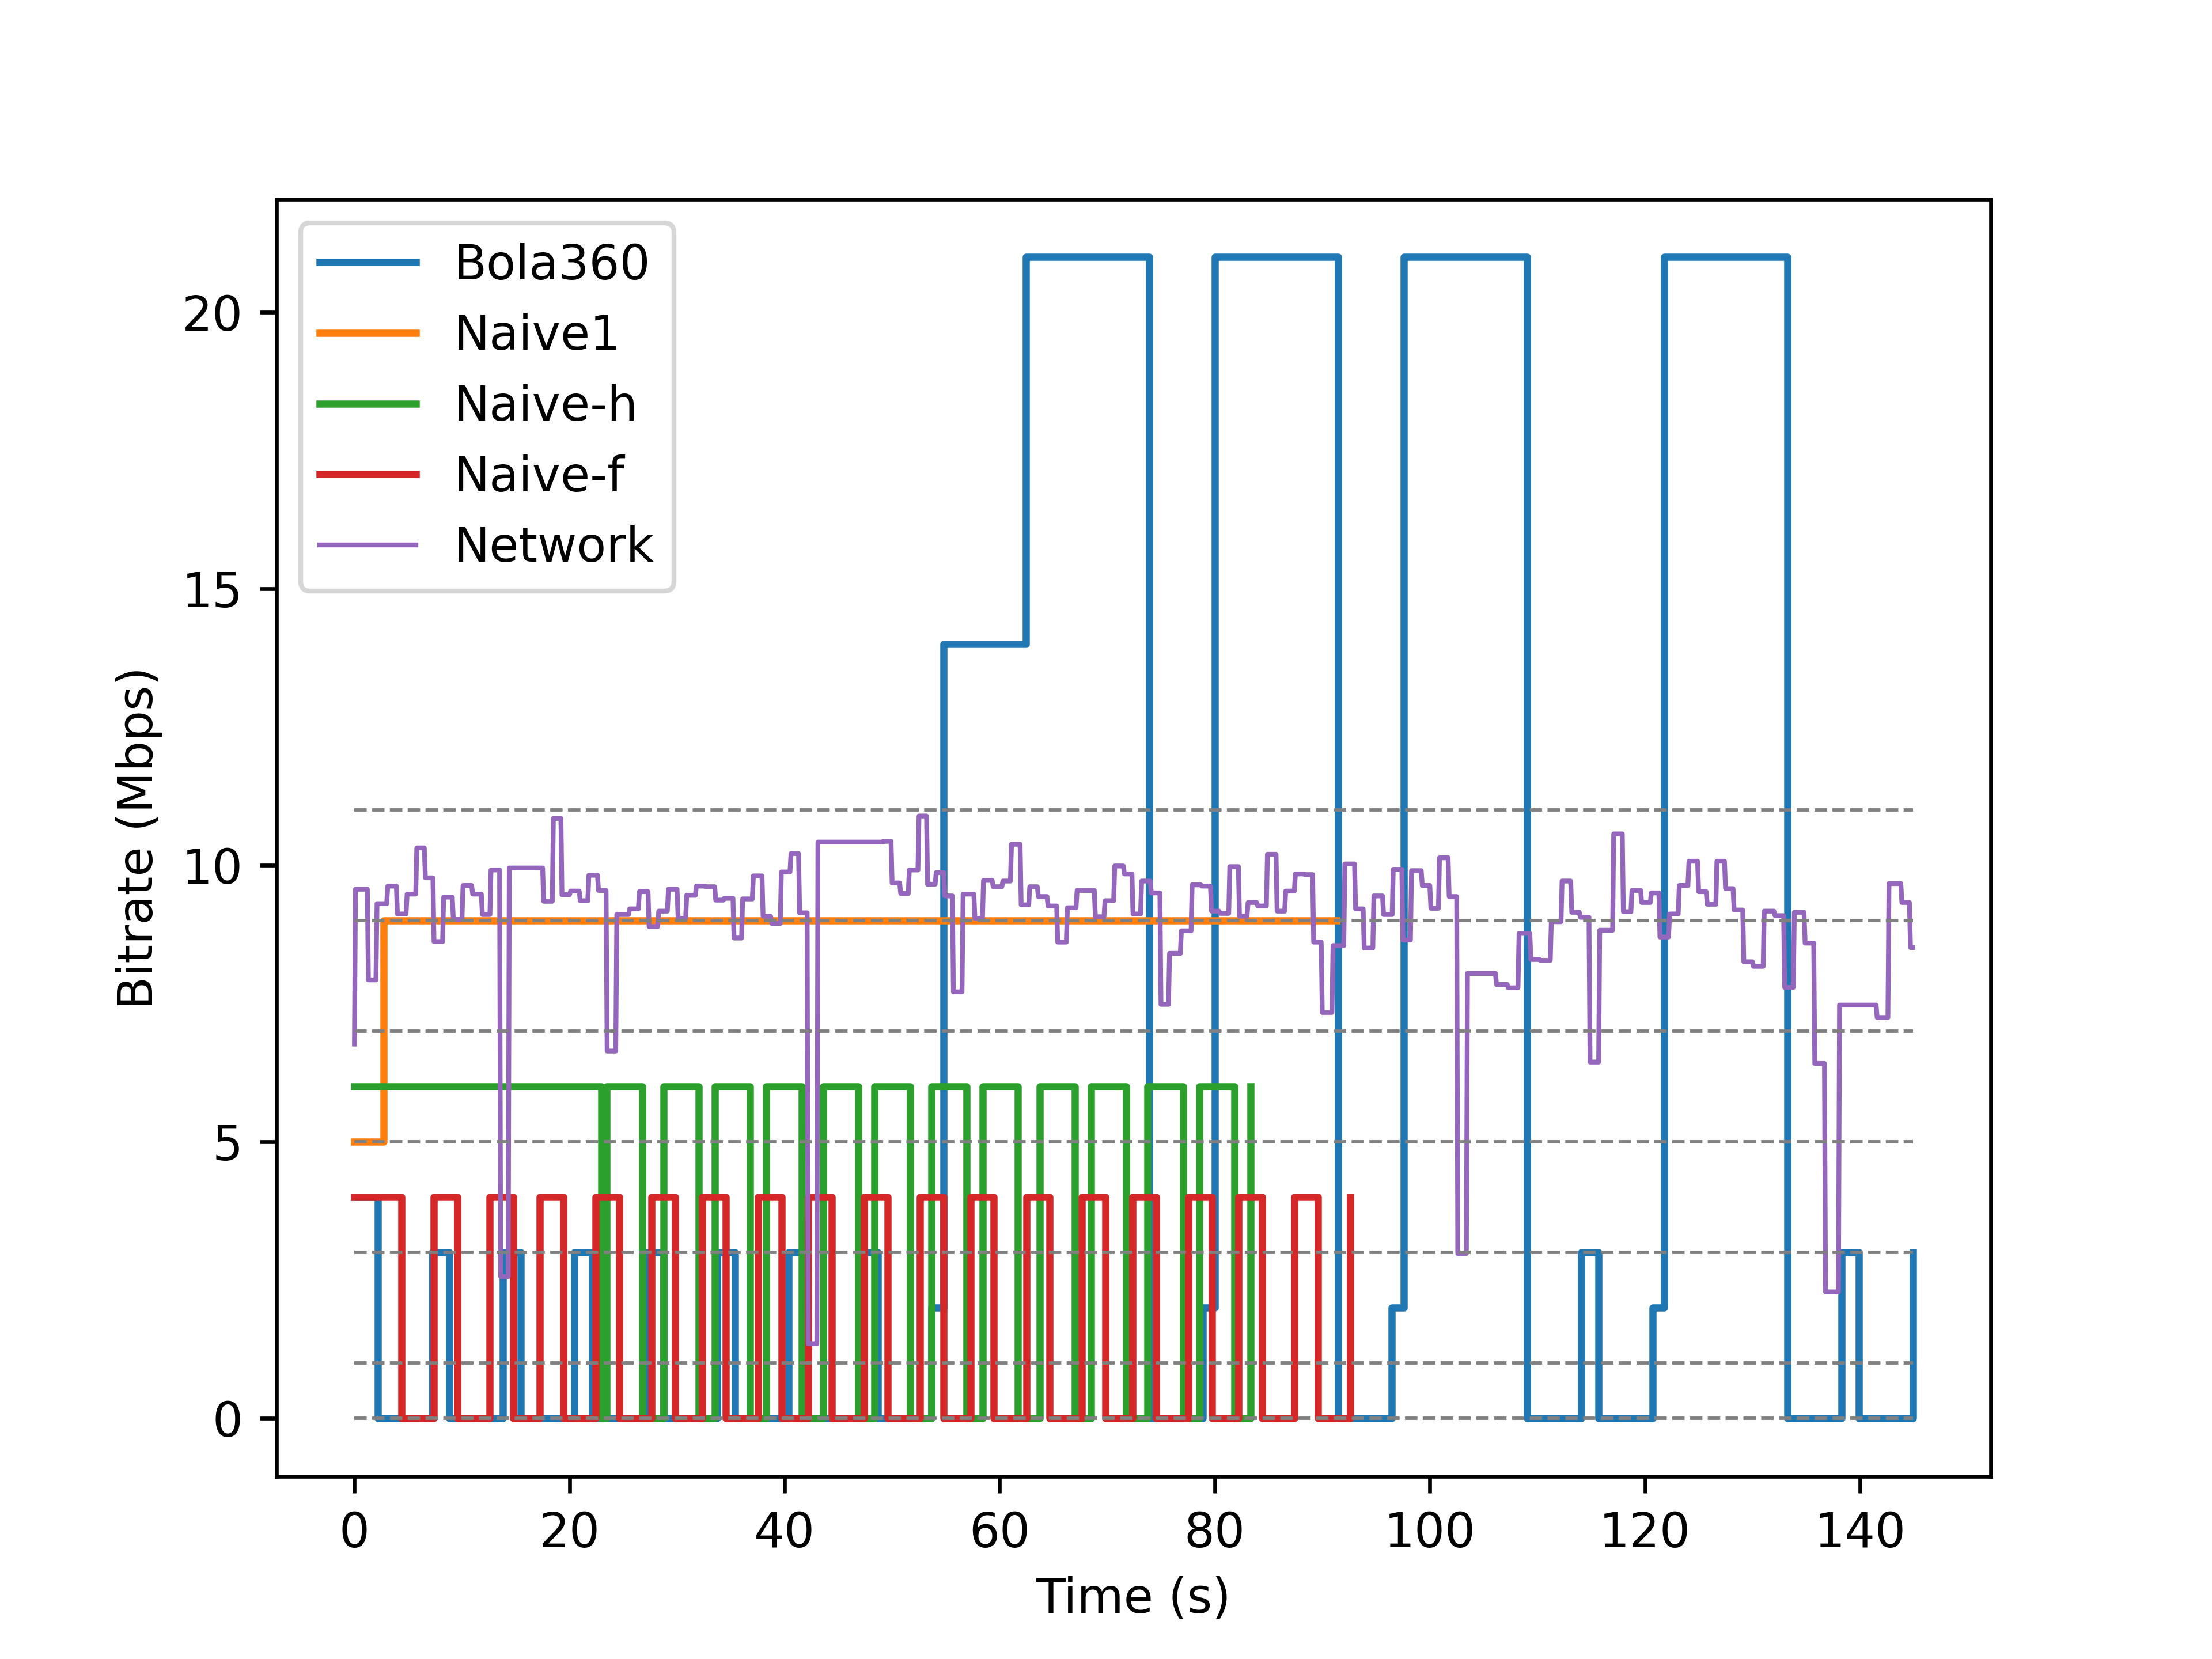 Bola360
Naive1
Naive-h
Naive-f
Network
20
15
10
5
0
Bitrate (Mbps)
0 20 40 60 80 100 120 140
Time (s)